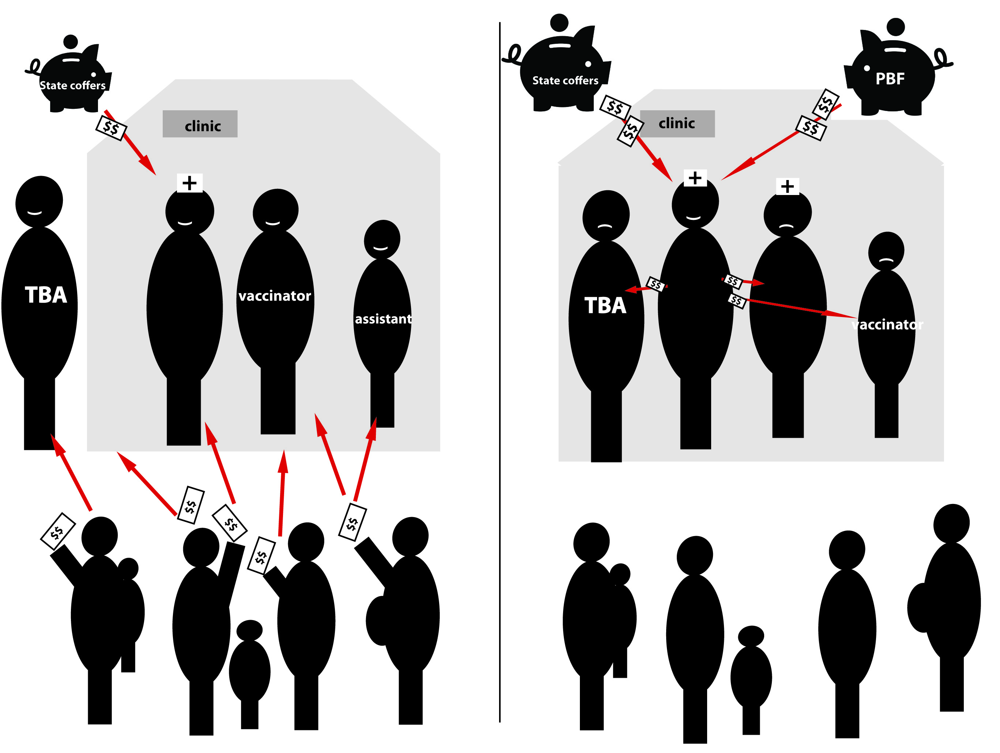 State coffers
$$
clinic
+
TBA
vaccinator
assistant
$$
$$
$$
$$
$$
State coffers
PBF
$$
$$
$$
$$
clinic
+
+
$$
$$
$$
TBA
vaccinator